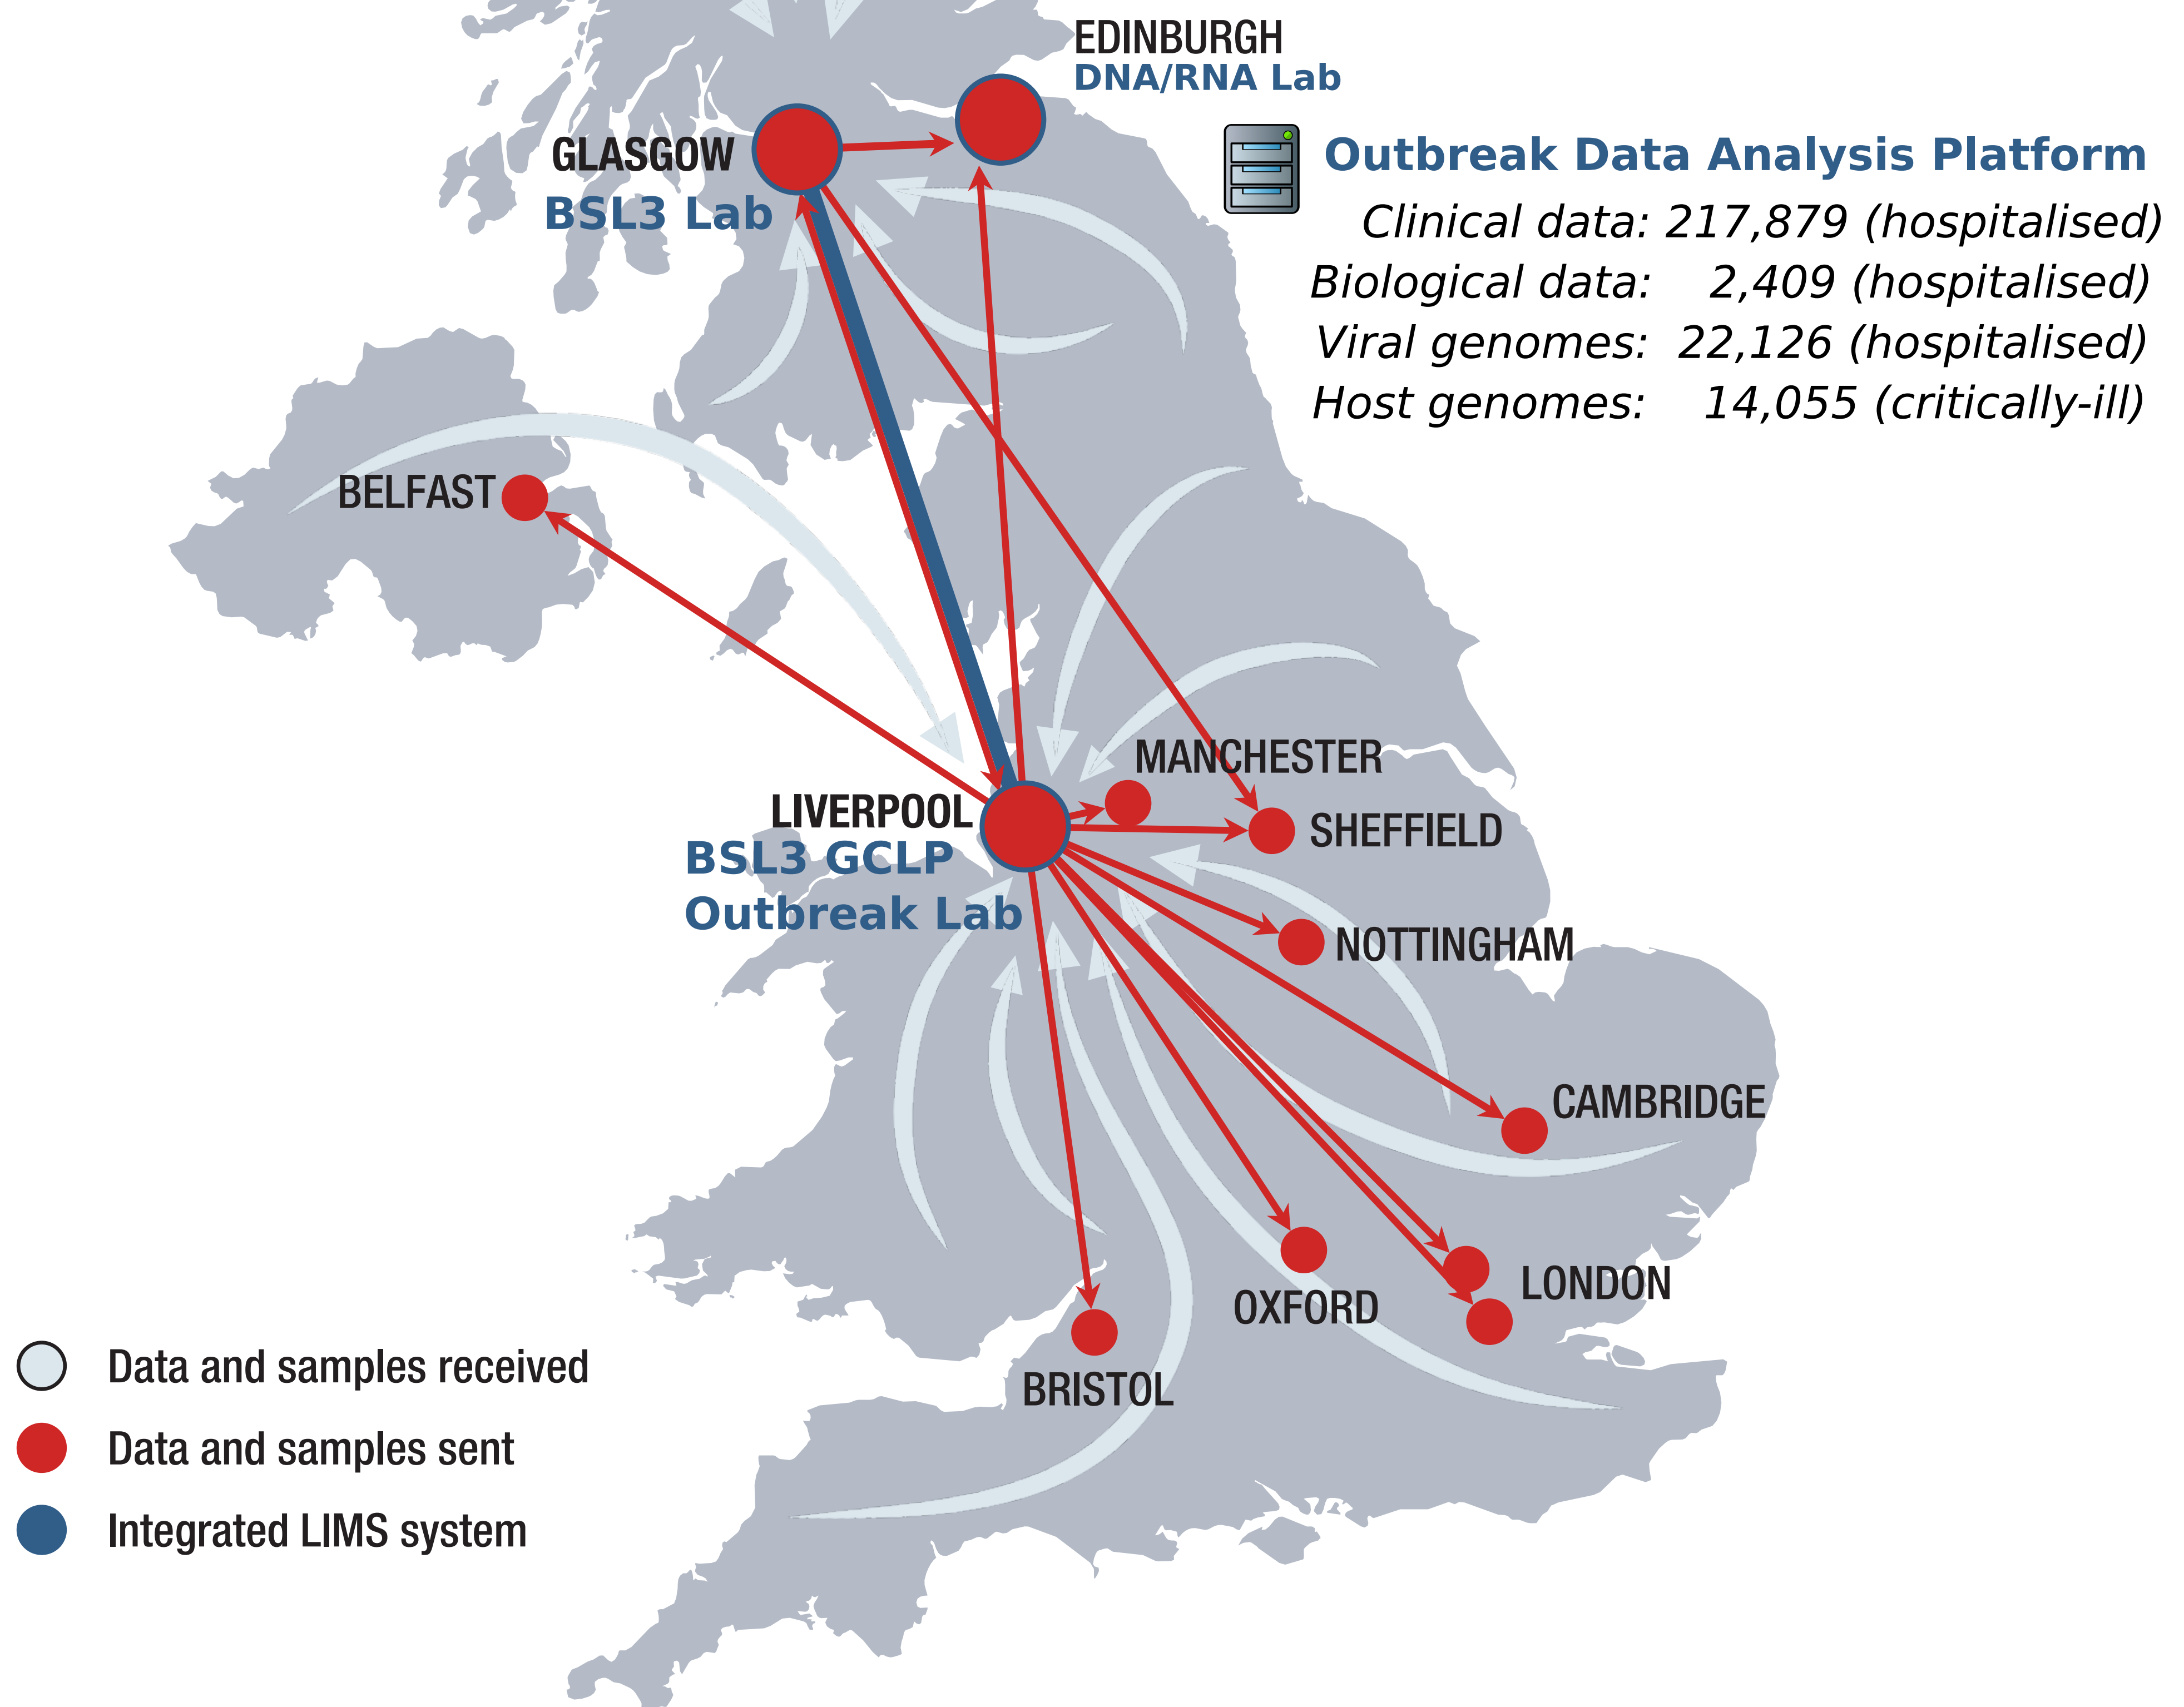 EDINBURGH
DNA/RNA Lab
GLASGOW
BSL3 Lab
Outbreak Data Analysis Platform
Clinical data: 217,879 (hospitalised)
Biological data: 2,409 (hospitalised)
Viral genomes: 22,126 (hospitalised)
Host genomes: 14,055 (critically-ill)
BELFAST
MANCHESTER
LIVERPOOL
BSL3 GCLP
Outbreak Lab
SHEFFIELD
NOTTINGHAM
CAMBRIDGE
LONDON
OXFORD
BRISTOL
Data and samples received
Data and samples sent
Integrated LIMS system